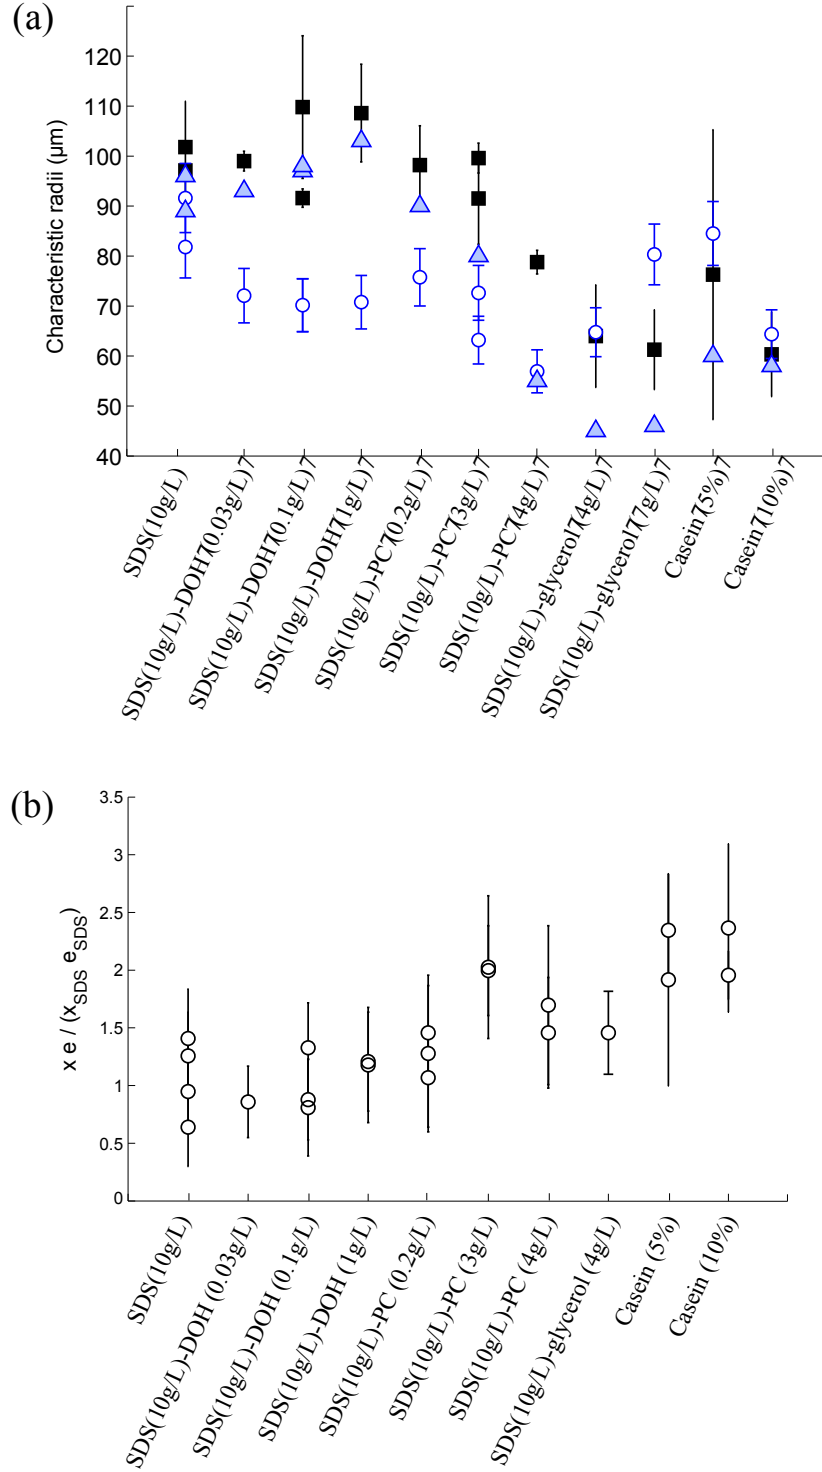 (a)
Characteristic radii (µm)
120
110
100
90
80
70
60
50
40
SDS(10g/L)
SDS(10g/L)-DOH7(0.03g/L)7
SDS(10g/L)-DOH7(0.1g/L)7
SDS(10g/L)-DOH7(1g/L)7
SDS(10g/L)-PC7(0.2g/L)7
SDS(10g/L)-PC7(3g/L)7
SDS(10g/L)-PC7(4g/L)7
SDS(10g/L)-glycerol7(4g/L)7
SDS(10g/L)-glycerol7(7g/L)7
Casein7(5%)7
Casein7(10%)7
(b)
x e / (x_SDS e_SDS)
3.5
3
2.5
2
1.5
1
0.5
0
SDS(10g/L)
SDS(10g/L)-DOH (0.03g/L)
SDS(10g/L)-DOH (0.1g/L)
SDS(10g/L)-DOH (1g/L)
SDS(10g/L)-PC (0.2g/L)
SDS(10g/L)-PC (3g/L)
SDS(10g/L)-PC (4g/L)
SDS(10g/L)-glycerol (4g/L)
Casein (5%)
Casein (10%)